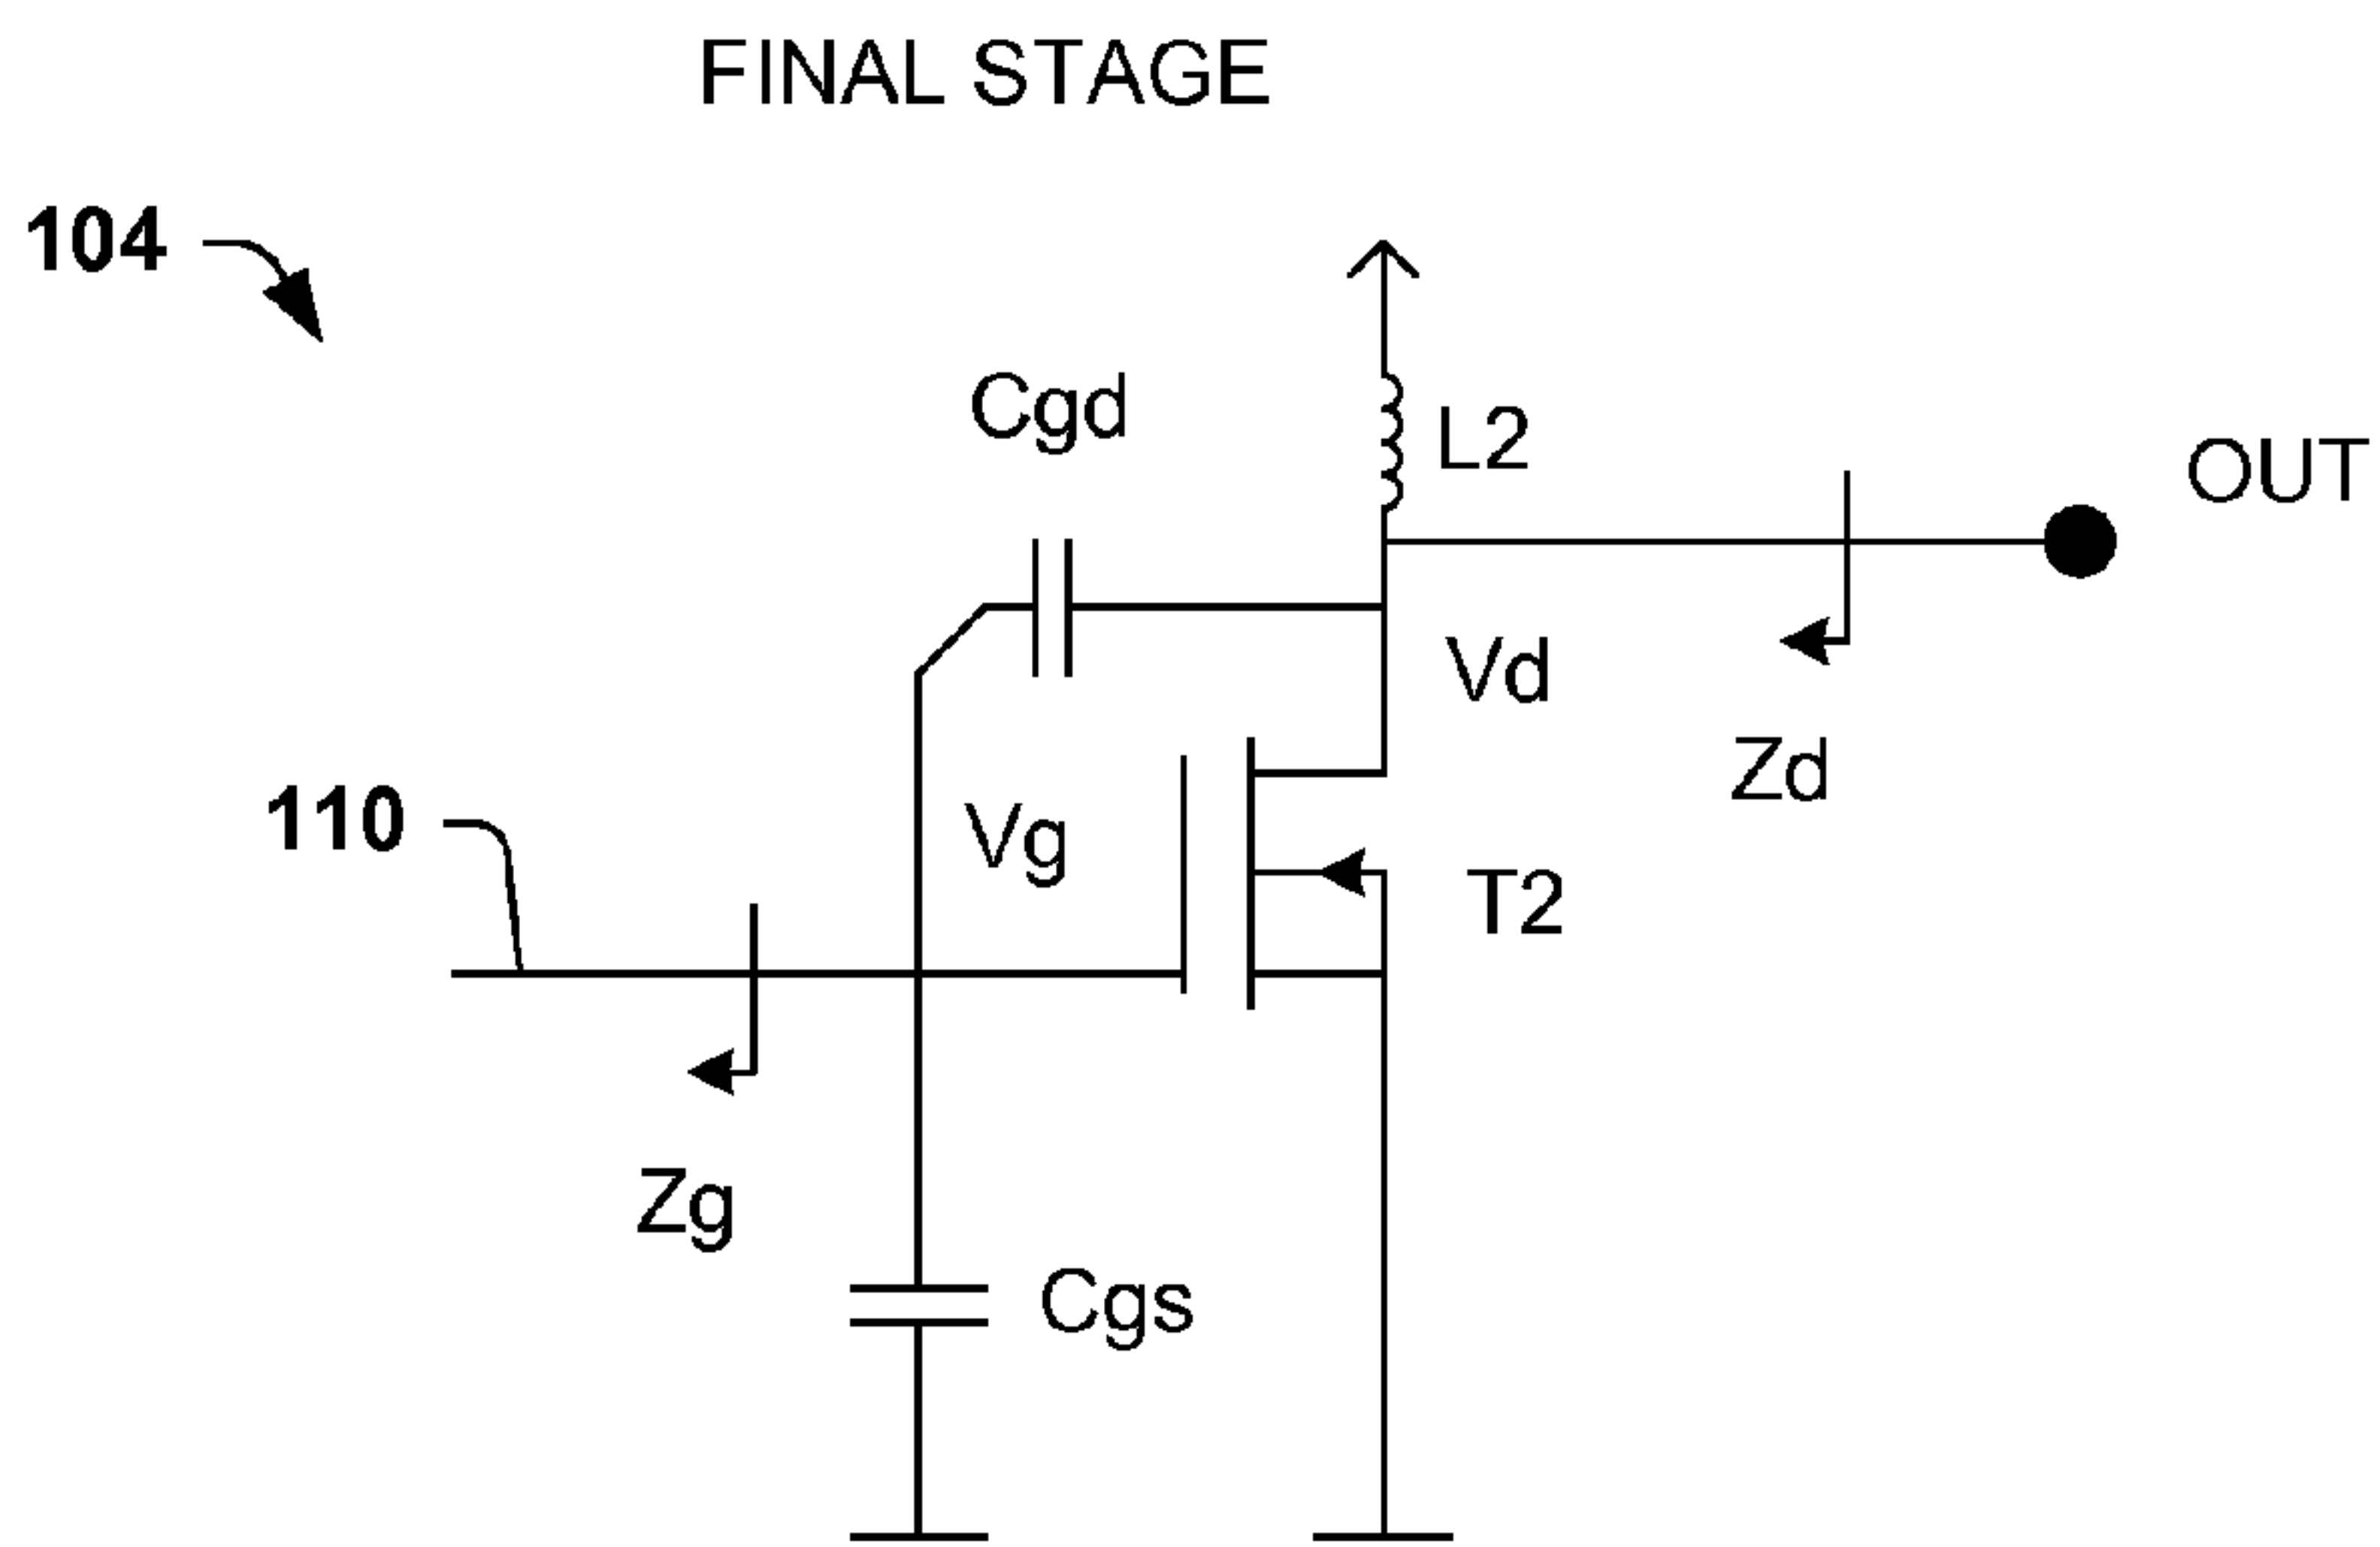 FINAL STAGE
104
Cgd
L2
OUT
Vd
Zd
110
Vg
T2
Zg
Cgs